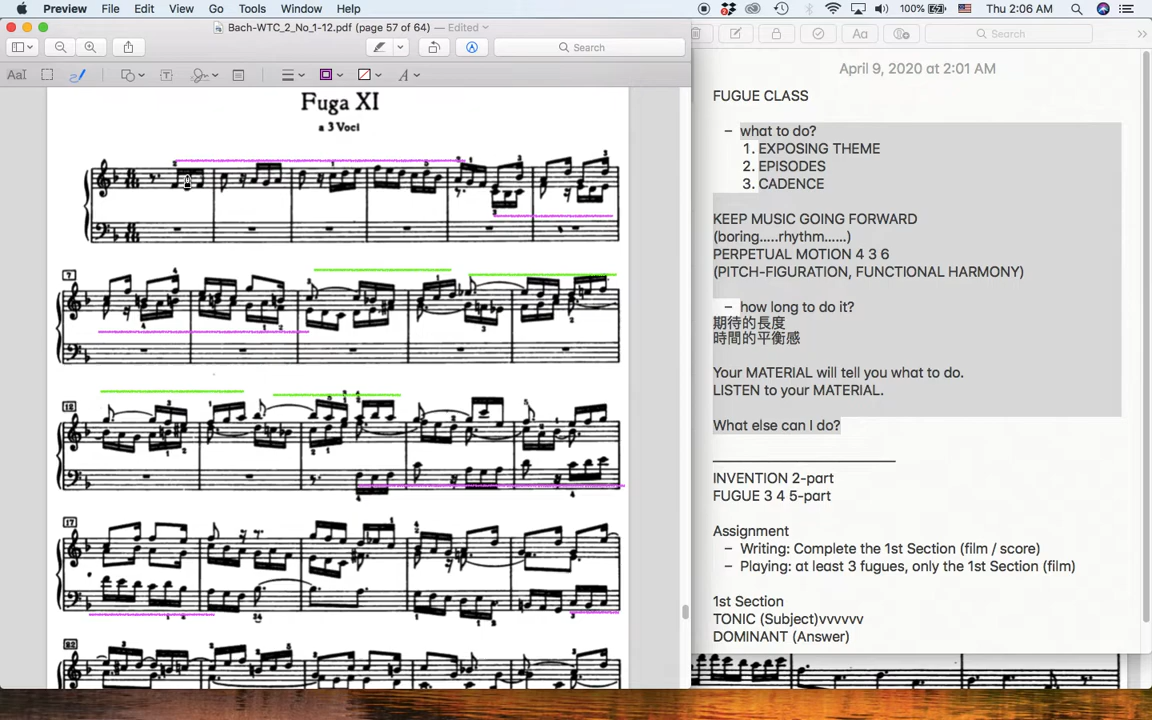 Preview File Edit View Go Tools Window Help
100% Thu 2:06 AM
Bach-WTC_2_No_1-12.pdf (page 57 of 64) — Edited
Search
AaI
A
Fuga XI
a 3 Voci
7
12
17
22
Aa
Search
April 9, 2020 at 2:01 AM
FUGUE CLASS
– what to do?
1. EXPOSING THEME
2. EPISODES
3. CADENCE
KEEP MUSIC GOING FORWARD
(boring.....rhythm......)
PERPETUAL MOTION 4 3 6
(PITCH-FIGURATION, FUNCTIONAL HARMONY)
– how long to do it?
期待的長度
時間的平衡感
Your MATERIAL will tell you what to do.
LISTEN to your MATERIAL.
What else can I do?
INVENTION 2-part
FUGUE 3 4 5-part
Assignment
– Writing: Complete the 1st Section (film / score)
– Playing: at least 3 fugues, only the 1st Section (film)
1st Section
TONIC (Subject)vvvvvv
DOMINANT (Answer)